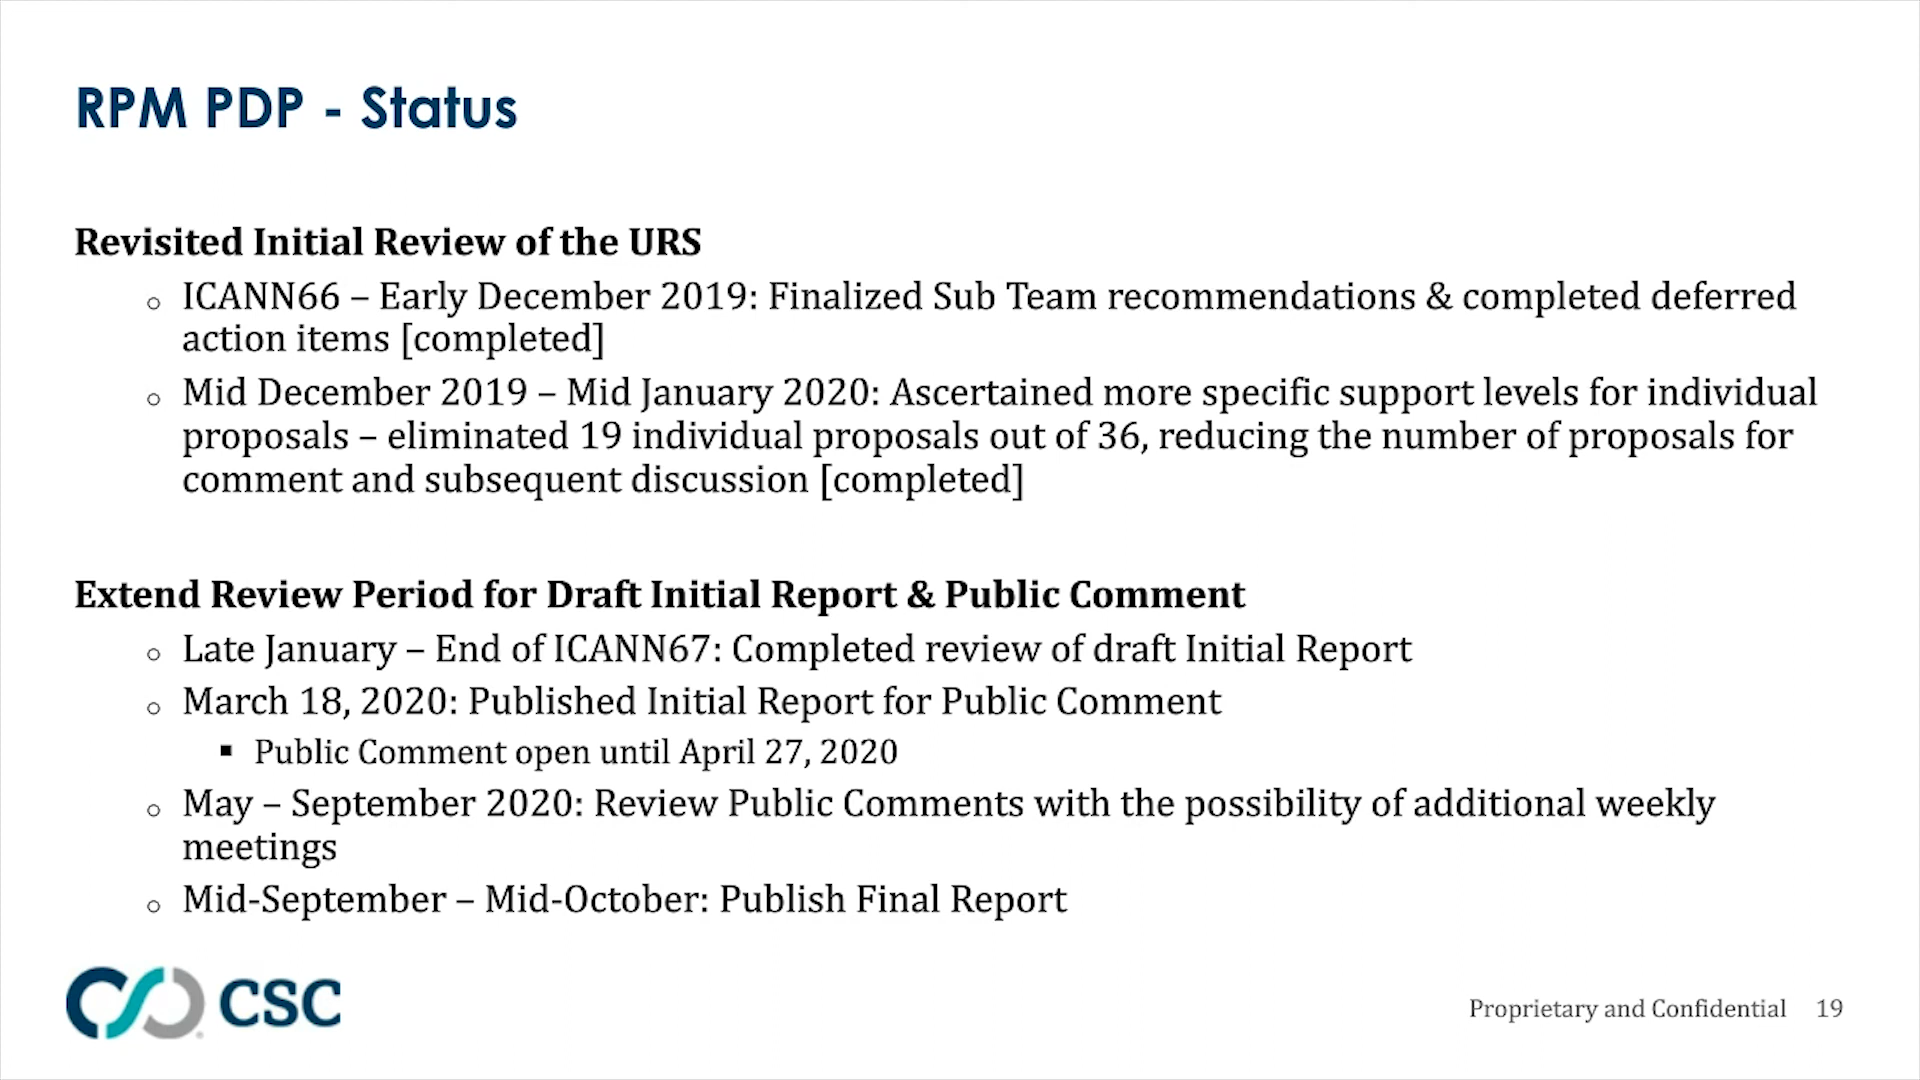 RPM PDP - Status
Revisited Initial Review of the URS
○ ICANN66 – Early December 2019: Finalized Sub Team recommendations & completed deferred
action items [completed]
○ Mid December 2019 – Mid January 2020: Ascertained more specific support levels for individual
proposals – eliminated 19 individual proposals out of 36, reducing the number of proposals for
comment and subsequent discussion [completed]
Extend Review Period for Draft Initial Report & Public Comment
○ Late January – End of ICANN67: Completed review of draft Initial Report
○ March 18, 2020: Published Initial Report for Public Comment
▪ Public Comment open until April 27, 2020
○ May – September 2020: Review Public Comments with the possibility of additional weekly
meetings
○ Mid-September – Mid-October: Publish Final Report
CSC
Proprietary and Confidential 19